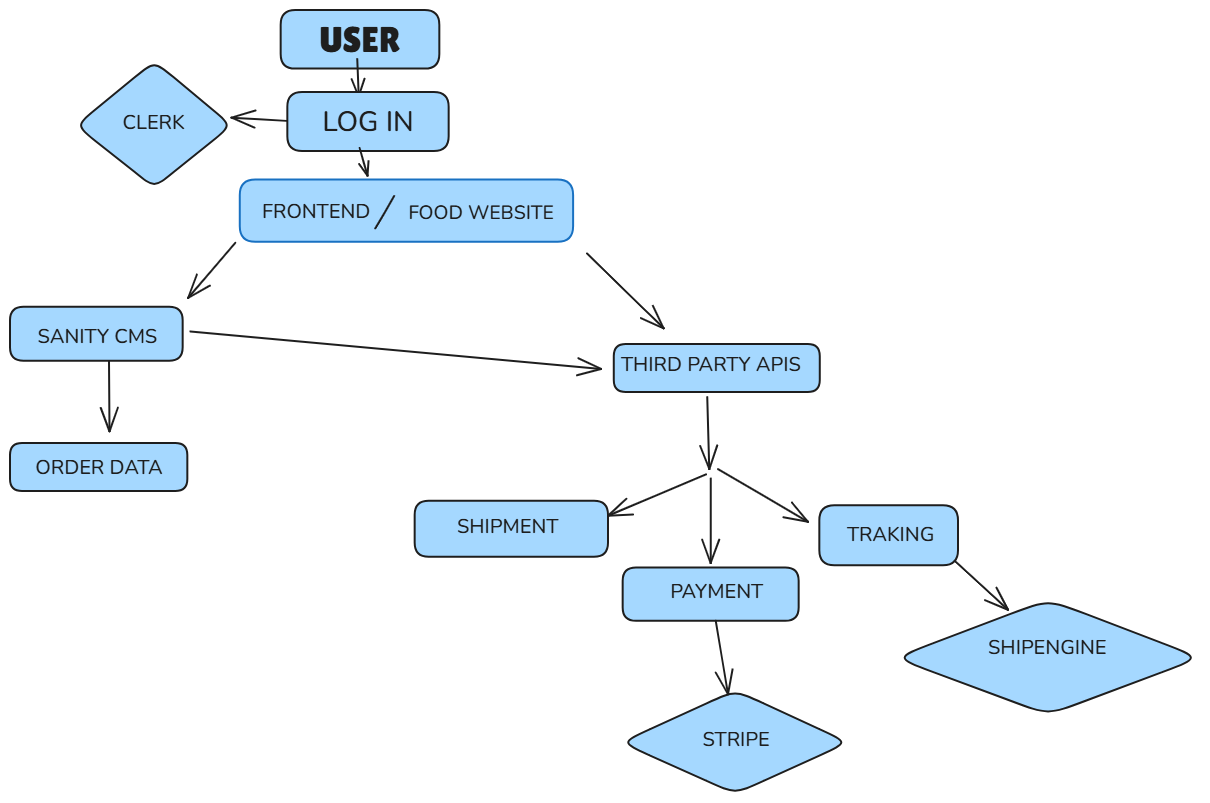 USER
CLERK
LOG IN
FRONTEND / FOOD WEBSITE
SANITY CMS
THIRD PARTY APIS
ORDER DATA
SHIPMENT
TRAKING
PAYMENT
SHIPENGINE
STRIPE